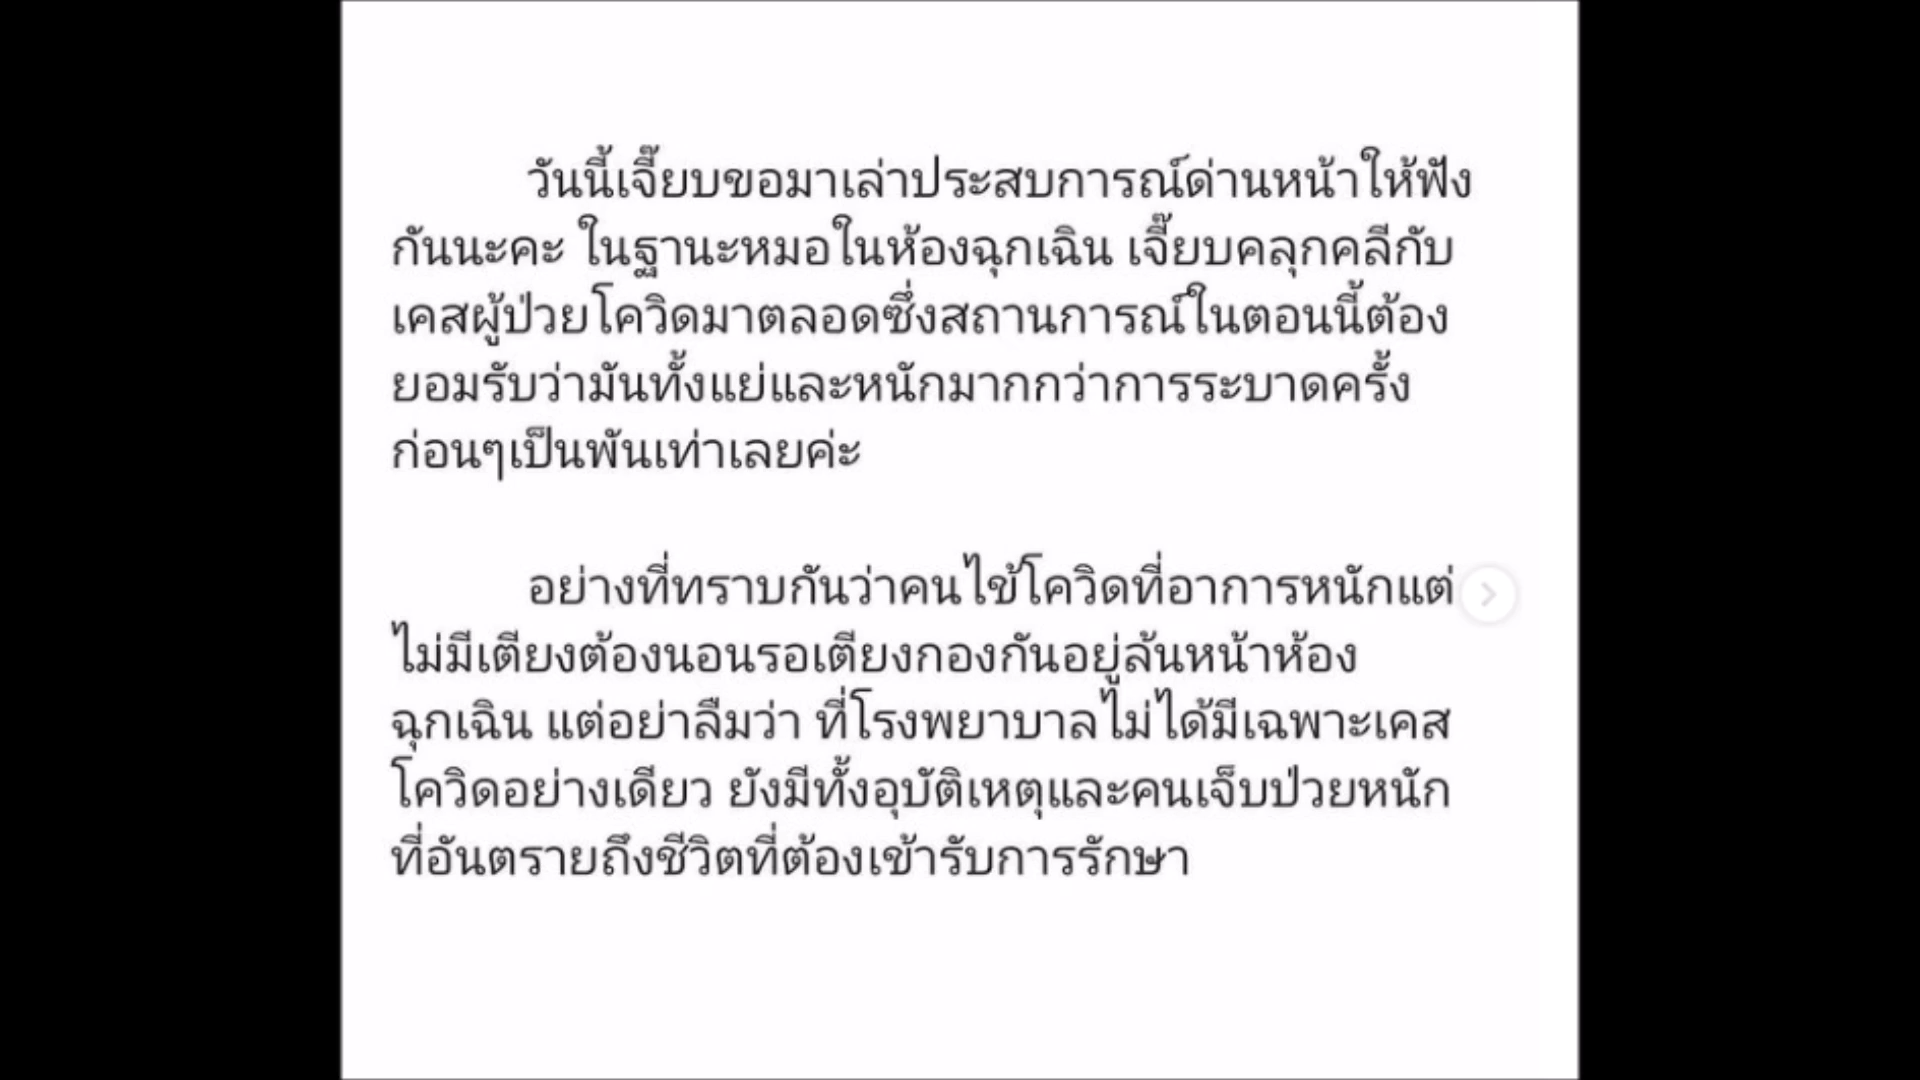 วันนี้เจี๊ยบขอมาเล่าประสบการณ์ด่านหน้าให้ฟัง
กันนะคะ ในฐานะหมอในห้องฉุกเฉิน เจี๊ยบคลุกคลีกับ
เคสผู้ป่วยโควิดมาตลอดซึ่งสถานการณ์ในตอนนี้ต้อง
ยอมรับว่ามันทั้งแย่และหนักมากกว่าการระบาดครั้ง
ก่อนๆเป็นพันเท่าเลยค่ะ
อย่างที่ทราบกันว่าคนไข้โควิดที่อาการหนักแต่
ไม่มีเตียงต้องนอนรอเตียงกองกันอยู่ล้นหน้าห้อง
ฉุกเฉิน แต่อย่าลืมว่า ที่โรงพยาบาลไม่ได้มีเฉพาะเคส
โควิดอย่างเดียว ยังมีทั้งอุบัติเหตุและคนเจ็บป่วยหนัก
ที่อันตรายถึงชีวิตที่ต้องเข้ารับการรักษา